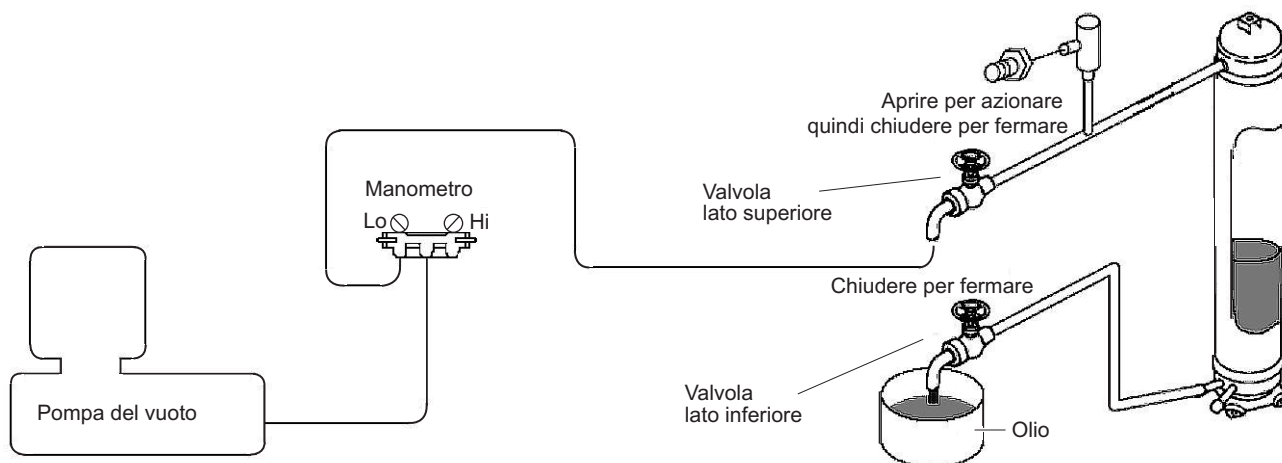 Aprire per azionare
quindi chiudere per fermare
Manometro
Lo
Hi
Valvola
lato superiore
Chiudere per fermare
Pompa del vuoto
Valvola
lato inferiore
Olio